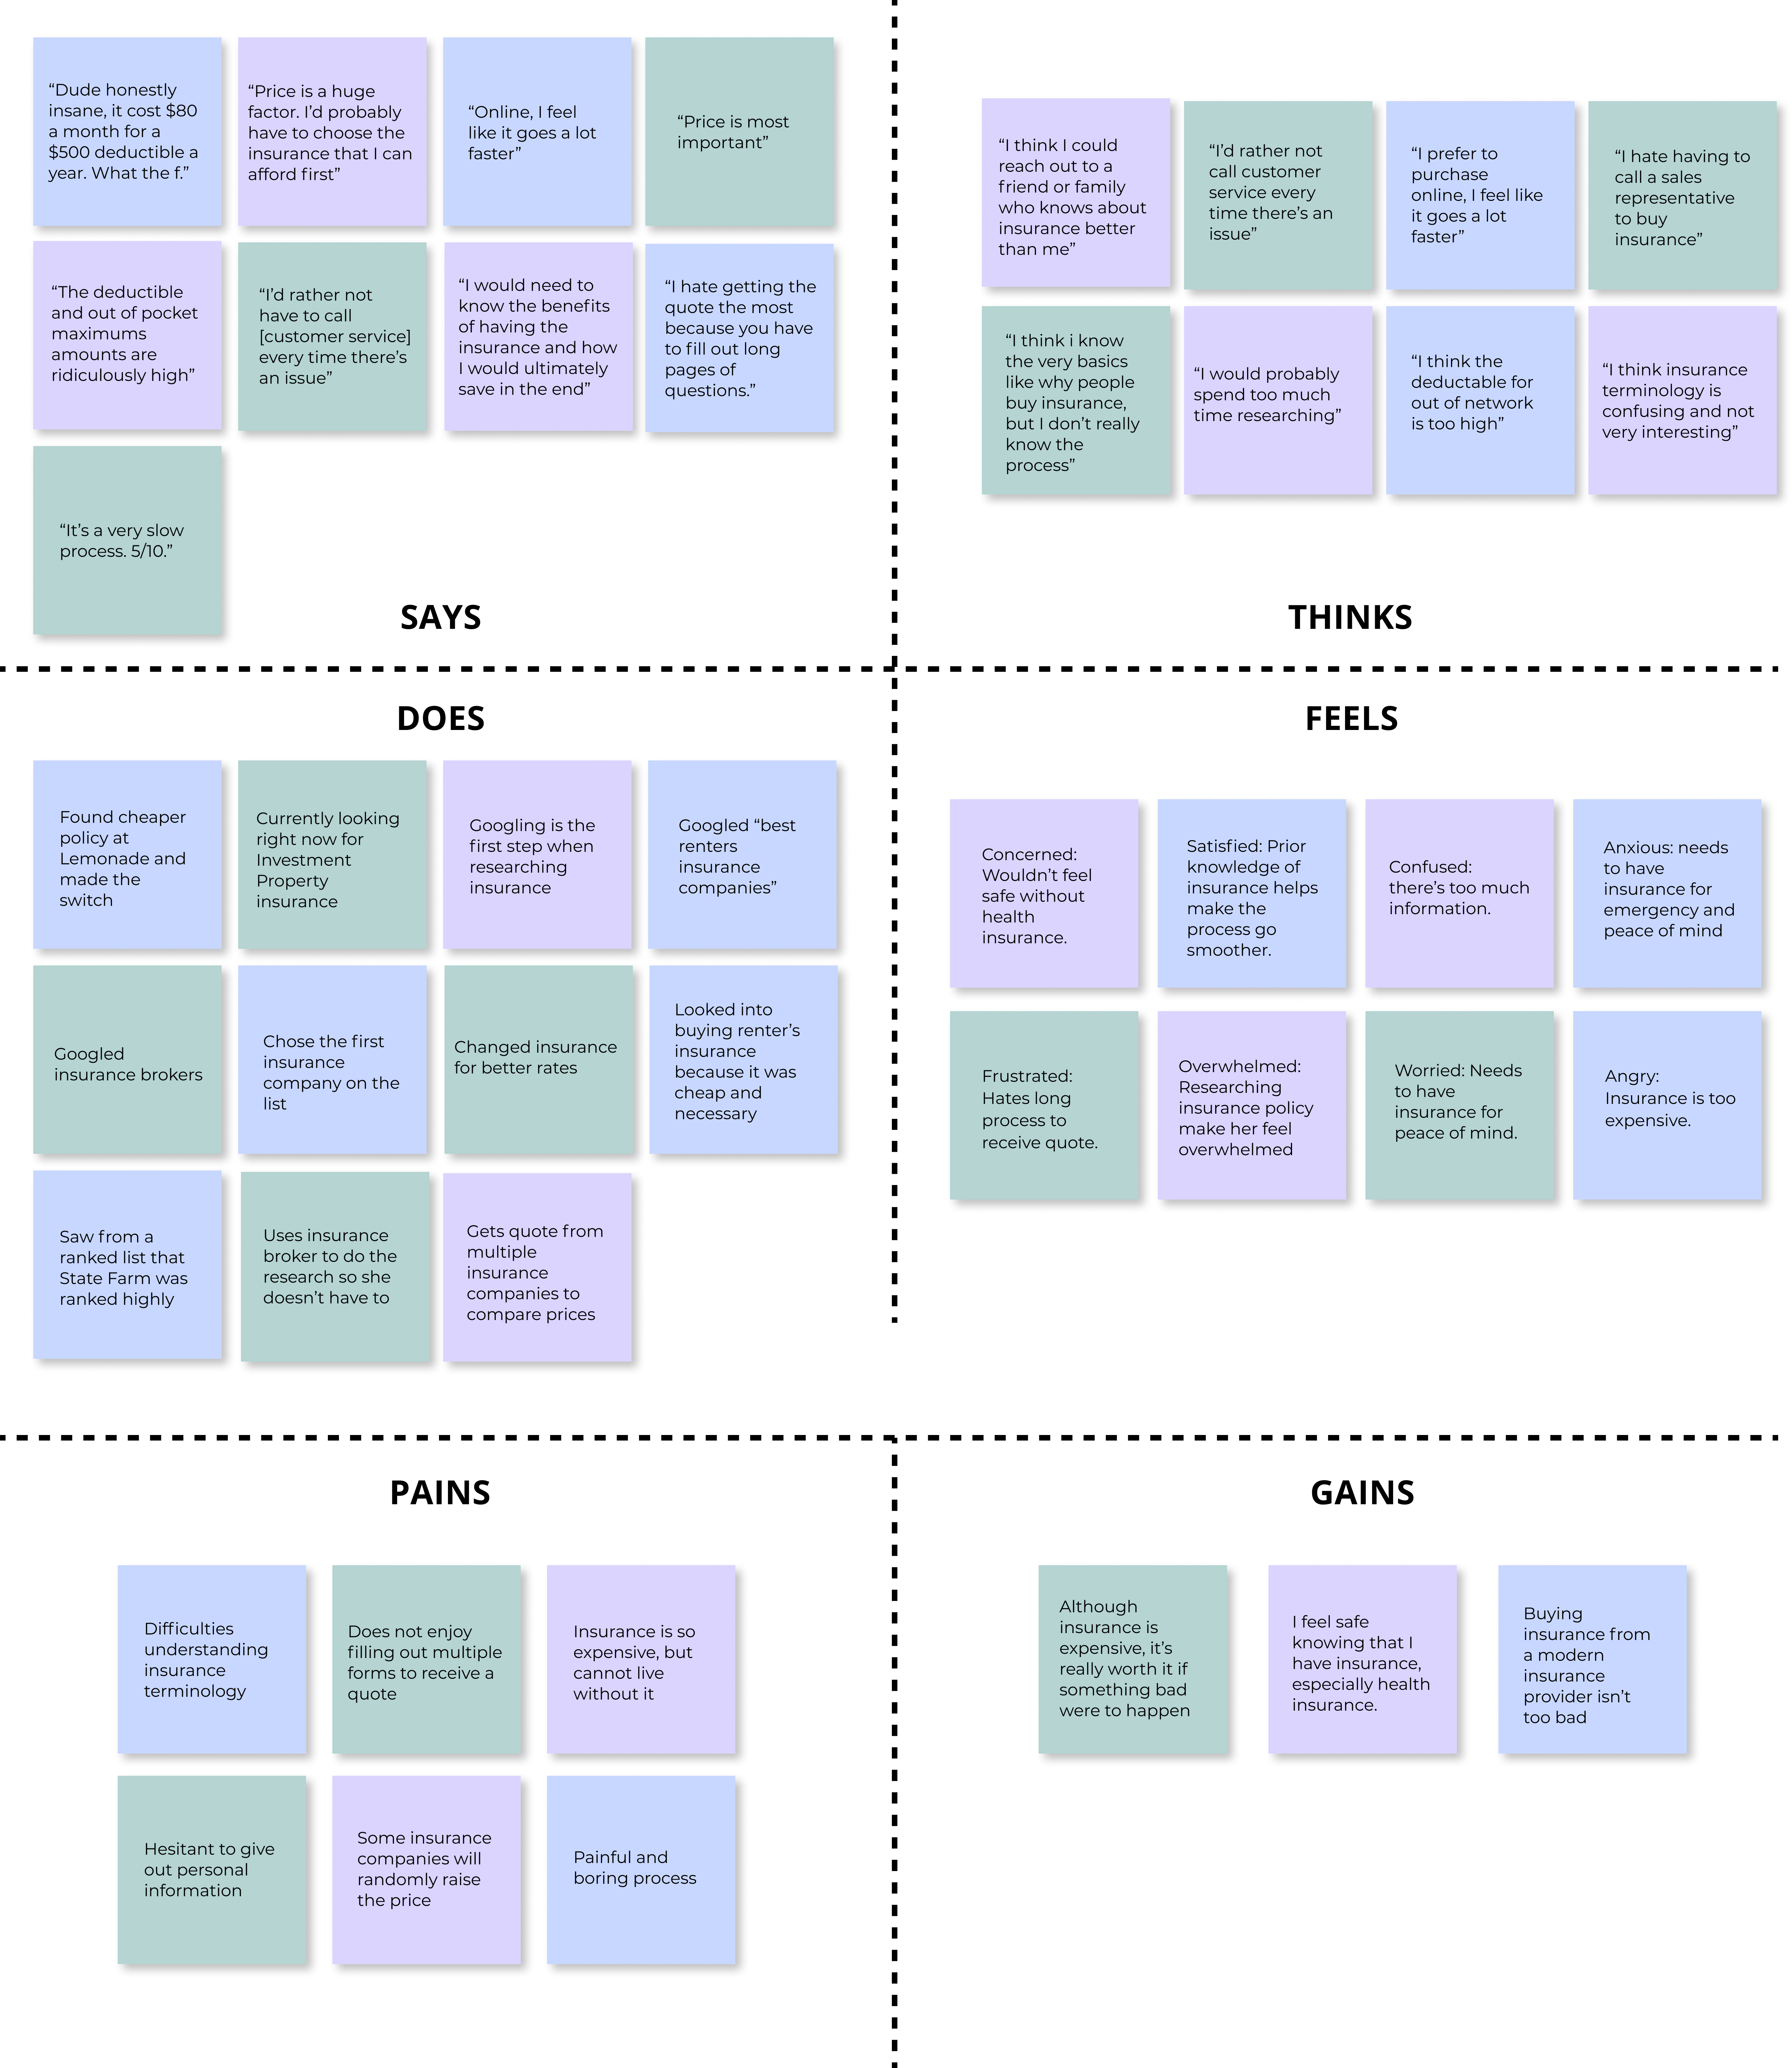 “Dude honestly
insane, it cost $80
a month for a
$500 deductible a
year. What the f.”
“Price is a huge
factor. I’d probably
have to choose the
insurance that I can
afford first”
“Online, I feel
like it goes a lot
faster”
“Price is most
important”
“The deductible
and out of pocket
maximums
amounts are
ridiculously high”
“I’d rather not
have to call
[customer service]
every time there’s
an issue”
“I would need to
know the benefits
of having the
insurance and how
I would ultimately
save in the end”
“I hate getting the
quote the most
because you have
to fill out long
pages of
questions.”
“It’s a very slow
process. 5/10.”
SAYS
“I think I could
reach out to a
friend or family
who knows about
insurance better
than me”
“I’d rather not
call customer
service every
time there’s an
issue”
“I prefer to
purchase
online, I feel like
it goes a lot
faster”
“I hate having to
call a sales
representative
to buy
insurance”
“I think i know
the very basics
like why people
buy insurance,
but I don’t really
know the
process”
“I would probably
spend too much
time researching”
“I think the
deductable for
out of network
is too high”
“I think insurance
terminology is
confusing and not
very interesting”
THINKS
DOES
Found cheaper
policy at
Lemonade and
made the
switch
Currently looking
right now for
Investment
Property
insurance
Googling is the
first step when
researching
insurance
Googled “best
renters
insurance
companies”
Googled
insurance brokers
Chose the first
insurance
company on the
list
Changed insurance
for better rates
Looked into
buying renter’s
insurance
because it was
cheap and
necessary
Saw from a
ranked list that
State Farm was
ranked highly
Uses insurance
broker to do the
research so she
doesn’t have to
Gets quote from
multiple
insurance
companies to
compare prices
FEELS
Concerned:
Wouldn’t feel
safe without
health
insurance.
Satisfied: Prior
knowledge of
insurance helps
make the
process go
smoother.
Confused:
there’s too much
information.
Anxious: needs
to have
insurance for
emergency and
peace of mind
Frustrated:
Hates long
process to
receive quote.
Overwhelmed:
Researching
insurance policy
make her feel
overwhelmed
Worried: Needs
to have
insurance for
peace of mind.
Angry:
Insurance is too
expensive.
PAINS
Difficulties
understanding
insurance
terminology
Does not enjoy
filling out multiple
forms to receive a
quote
Insurance is so
expensive, but
cannot live
without it
Hesitant to give
out personal
information
Some insurance
companies will
randomly raise
the price
Painful and
boring process
GAINS
Although
insurance is
expensive, it’s
really worth it if
something bad
were to happen
I feel safe
knowing that I
have insurance,
especially health
insurance.
Buying
insurance from
a modern
insurance
provider isn’t
too bad